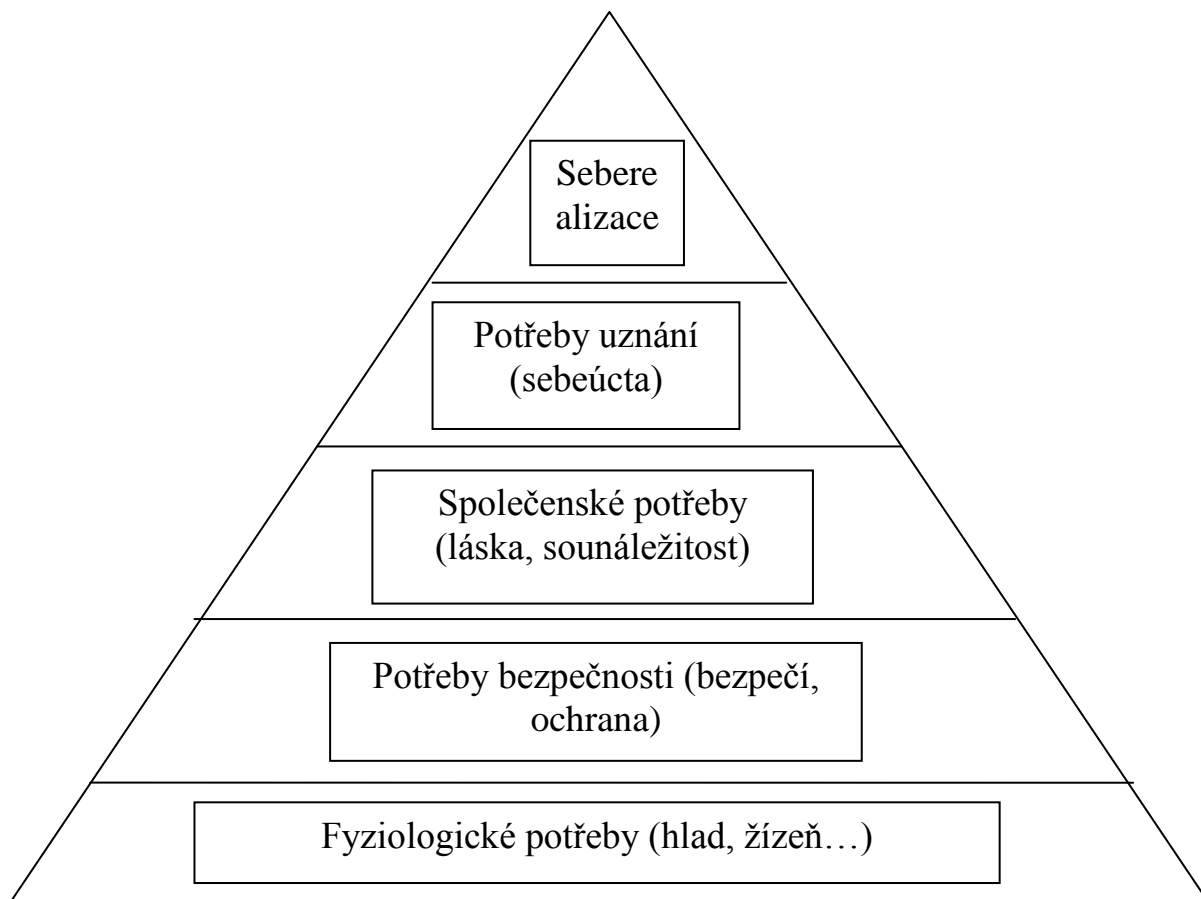 Sebere
alizace
Potřeby uznání
(sebeúcta)
Společenské potřeby
(láska, sounáležitost)
Potřeby bezpečnosti (bezpečí,
ochrana)
Fyziologické potřeby (hlad, žízeň…)